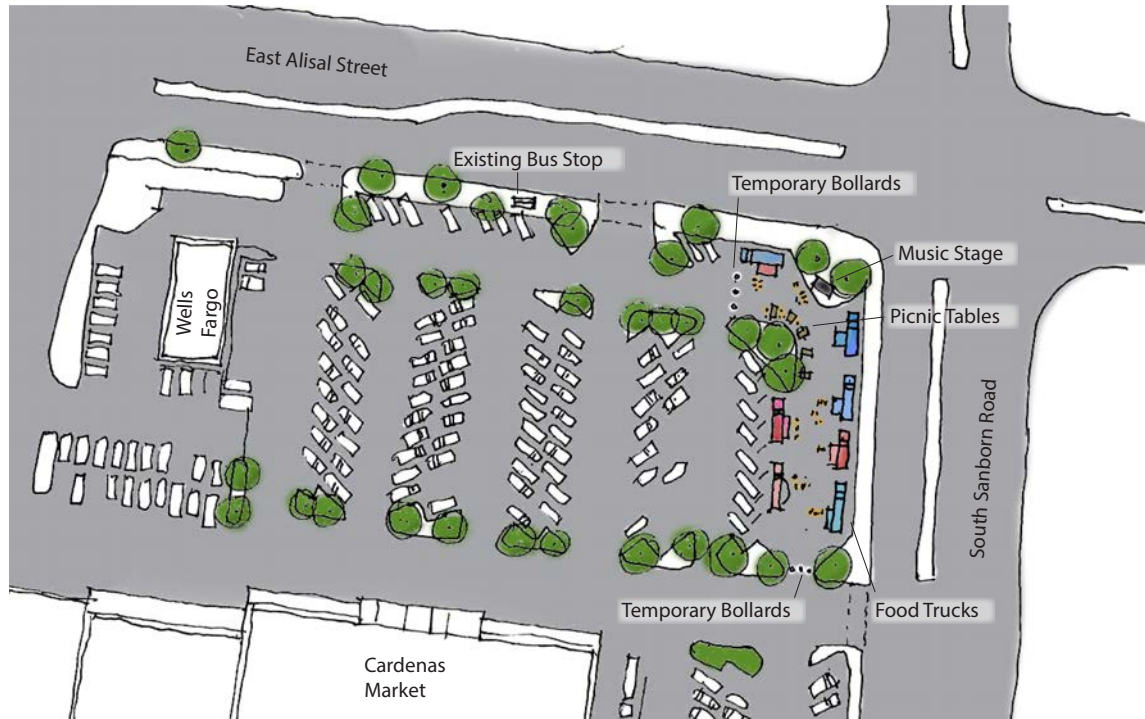 East Alisal Street
Existing Bus Stop
Temporary Bollards
Music Stage
Wells
Fargo
Picnic Tables
South Sanborn Road
Temporary Bollards
Food Trucks
Cardenas
Market